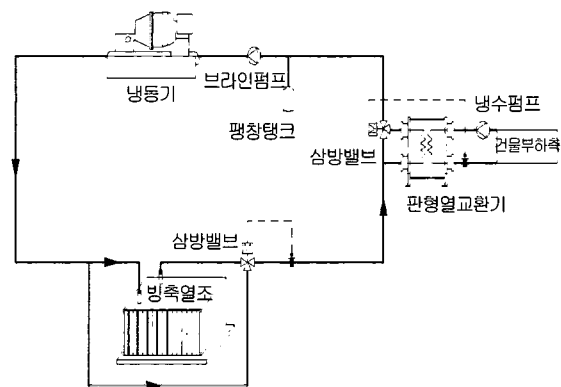 브라인펌프
냉동기
냉수펌프
팽창탱크
건물부하측
삼방밸브
판형열교환기
삼방밸브
빙축열조